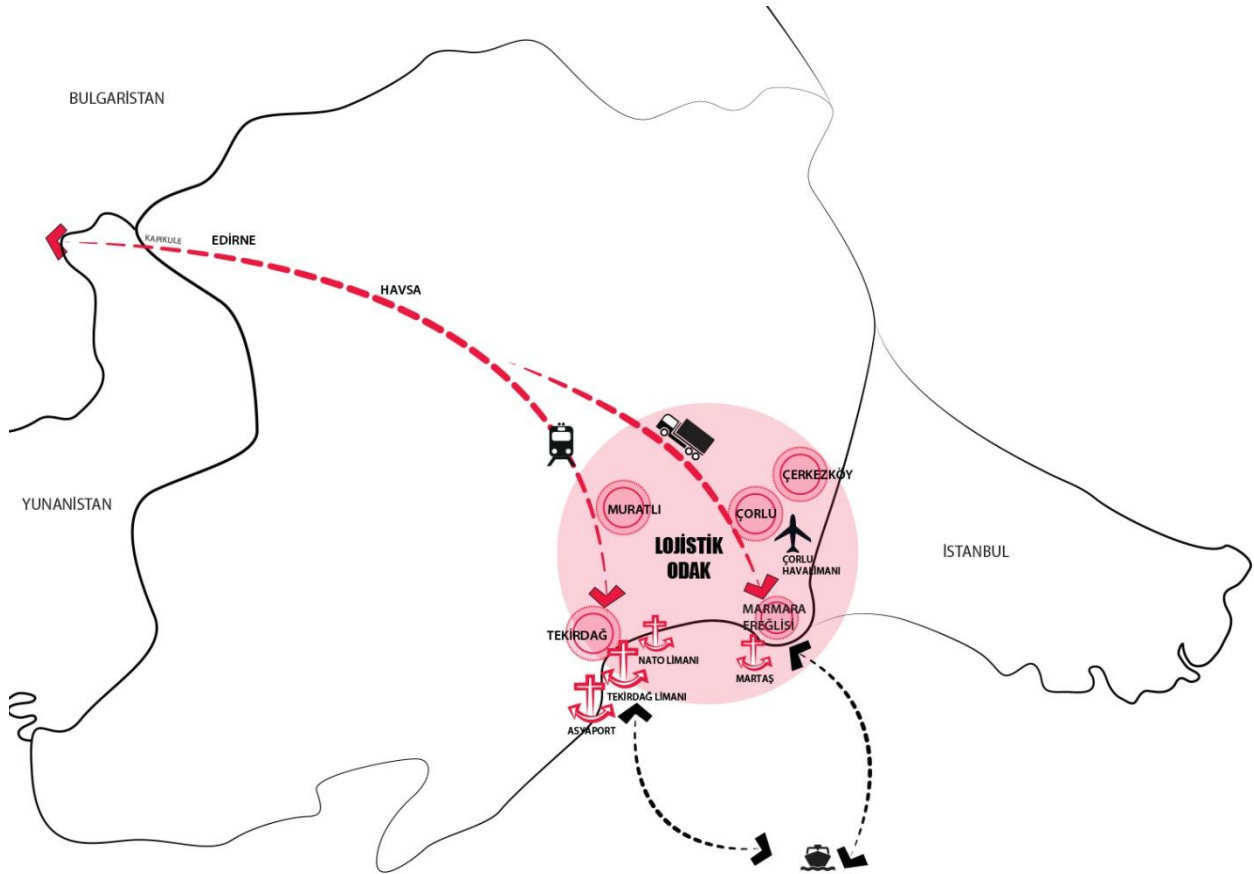 BULGARİSTAN
KAPIKULE
EDİRNE
HAVSA
YUNANİSTAN
ÇERKEZKÖY
MURATLI
ÇORLU
LOJİSTİK
ODAK
İSTANBUL
ÇORLU
HAVALİMANI
MARMARA
EREĞLİSİ
TEKİRDAĞ
NATO LİMANI
MARTAŞ
TEKİRDAĞ LİMANI
ASYAPORT